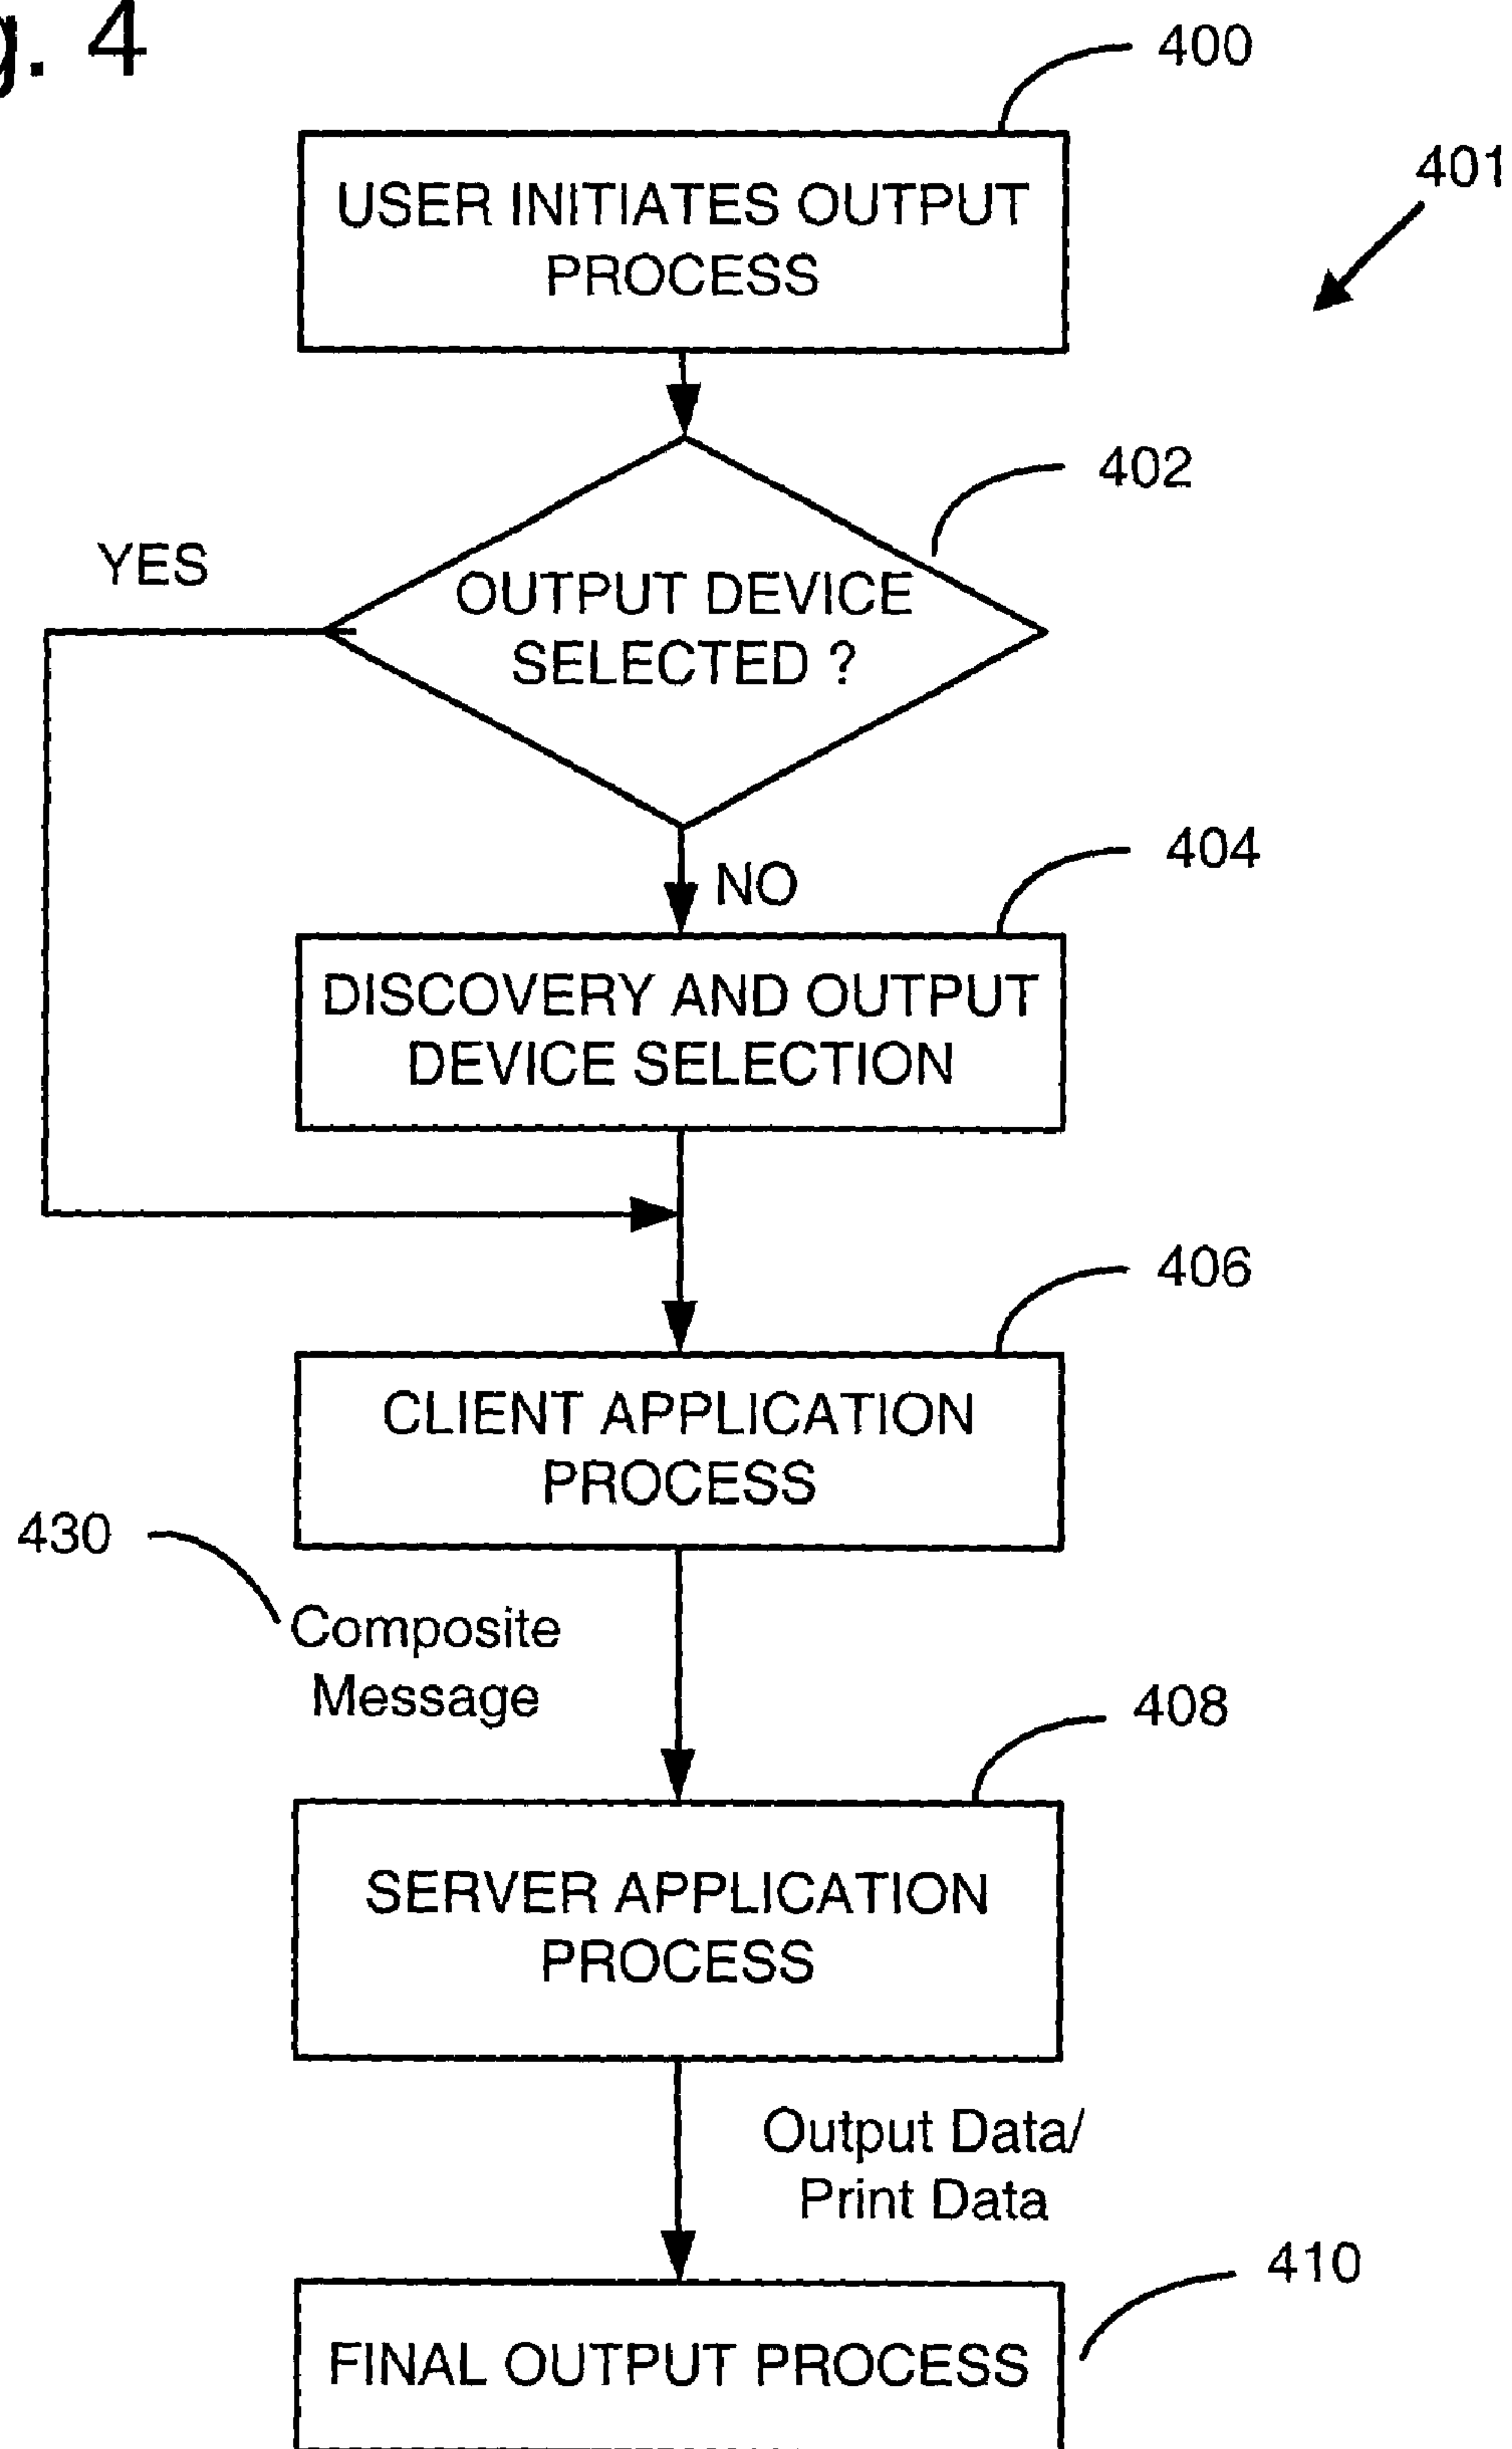 4
400
401
USER INITIATES OUTPUT
PROCESS
402
YES
OUTPUT DEVICE
SELECTED ?
NO
404
DISCOVERY AND OUTPUT
DEVICE SELECTION
406
CLIENT APPLICATION
PROCESS
430
Composite
Message
408
SERVER APPLICATION
PROCESS
Output Data/
Print Data
410
FINAL OUTPUT PROCESS